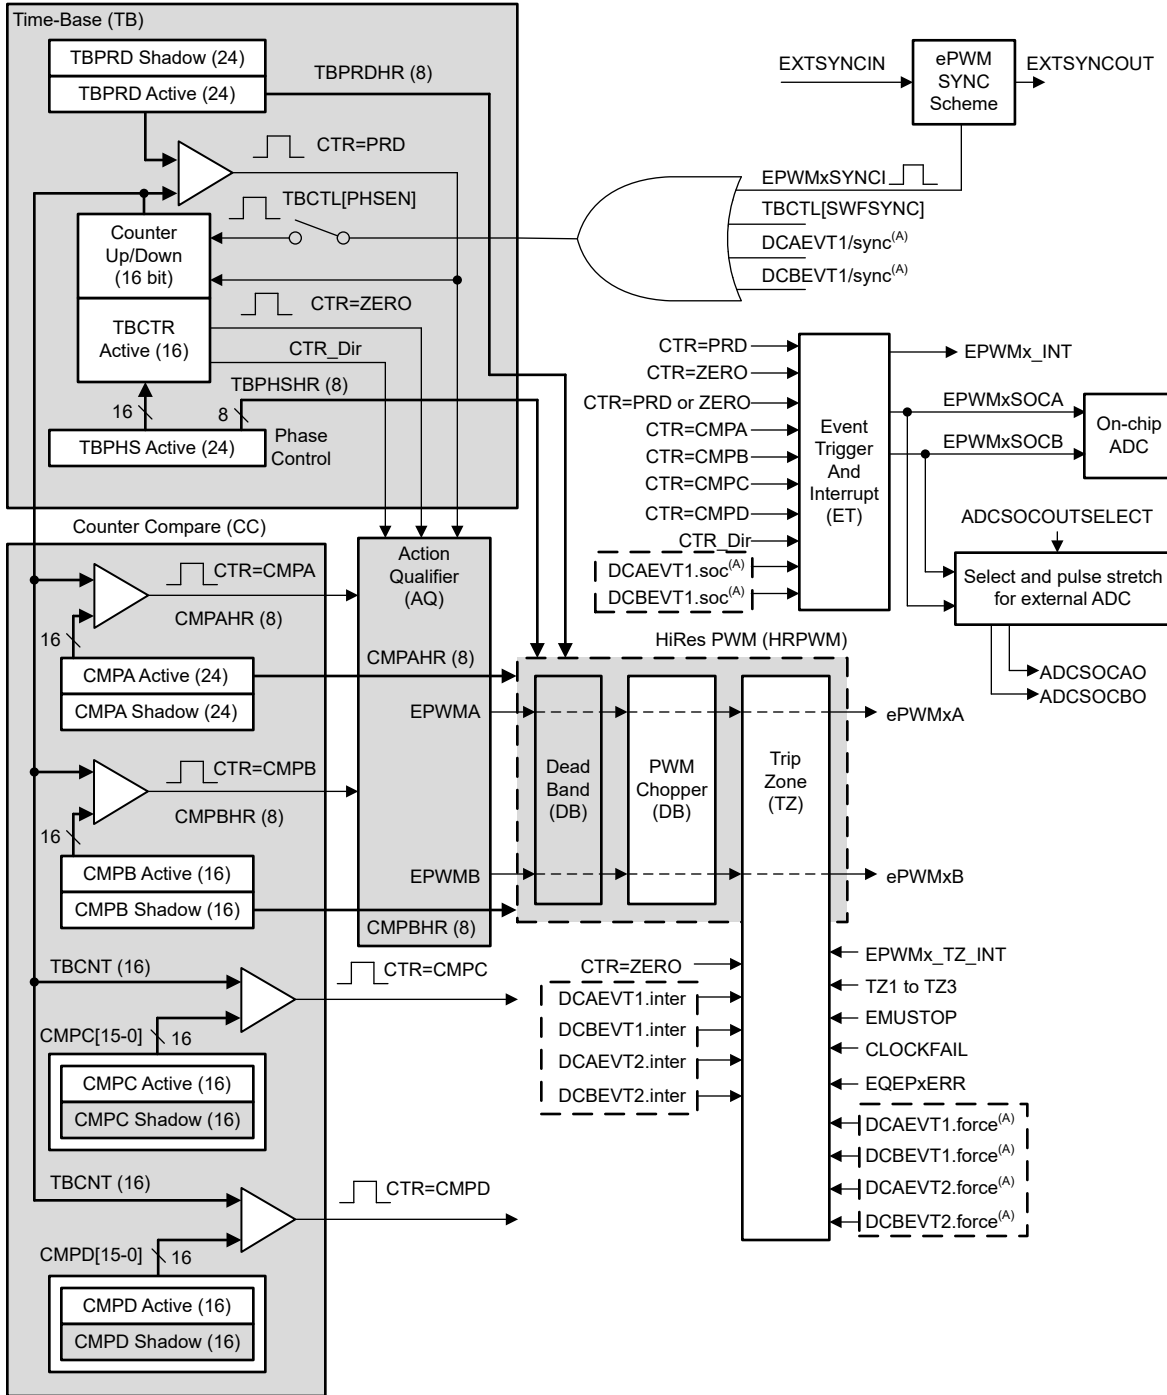 Time-Base (TB)
TBPRD Shadow (24)
TBPRD Active (24)
TBPRDHR (8)
CTR=PRD
TBCTL[PHSEN]
Counter
Up/Down
(16 bit)
CTR=ZERO
TBCTR
Active (16)
CTR_Dir
TBPHSHR (8)
16
8
TBPHS Active (24)
Phase
Control
EXTSYNCIN
ePWM
SYNC
Scheme
EXTSYNCOUT
EPWMxSYNCI
TBCTL[SWFSYNC]
DCAEVT1/sync(A)
DCBEVT1/sync(A)
CTR=PRD
CTR=ZERO
CTR=PRD or ZERO
CTR=CMPA
CTR=CMPB
CTR=CMPC
CTR=CMPD
CTR_Dir
DCAEVT1.soc(A)
DCBEVT1.soc(A)
Event
Trigger
And
Interrupt
(ET)
EPWMx_INT
EPWMxSOCA
EPWMxSOCB
On-chip
ADC
ADCSOCOUTSELECT
Select and pulse stretch
for external ADC
ADCSOCAO
ADCSOCBO
Counter Compare (CC)
CTR=CMPA
CMPAHR (8)
16
CMPA Active (24)
CMPA Shadow (24)
CTR=CMPB
CMPBHR (8)
16
CMPB Active (16)
CMPB Shadow (16)
TBCNT (16)
CTR=CMPC
CMPC[15-0]
16
CMPC Active (16)
CMPC Shadow (16)
TBCNT (16)
CTR=CMPD
CMPD[15-0]
16
CMPD Active (16)
CMPD Shadow (16)
Action
Qualifier
(AQ)
CMPAHR (8)
EPWMA
EPWMB
CMPBHR (8)
HiRes PWM (HRPWM)
Dead
Band
(DB)
PWM
Chopper
(DB)
Trip
Zone
(TZ)
ePWMxA
ePWMxB
CTR=ZERO
DCAEVT1.inter
DCBEVT1.inter
DCAEVT2.inter
DCBEVT2.inter
EPWMx_TZ_INT
TZ1 to TZ3
EMUSTOP
CLOCKFAIL
EQEPxERR
DCAEVT1.force(A)
DCBEVT1.force(A)
DCAEVT2.force(A)
DCBEVT2.force(A)